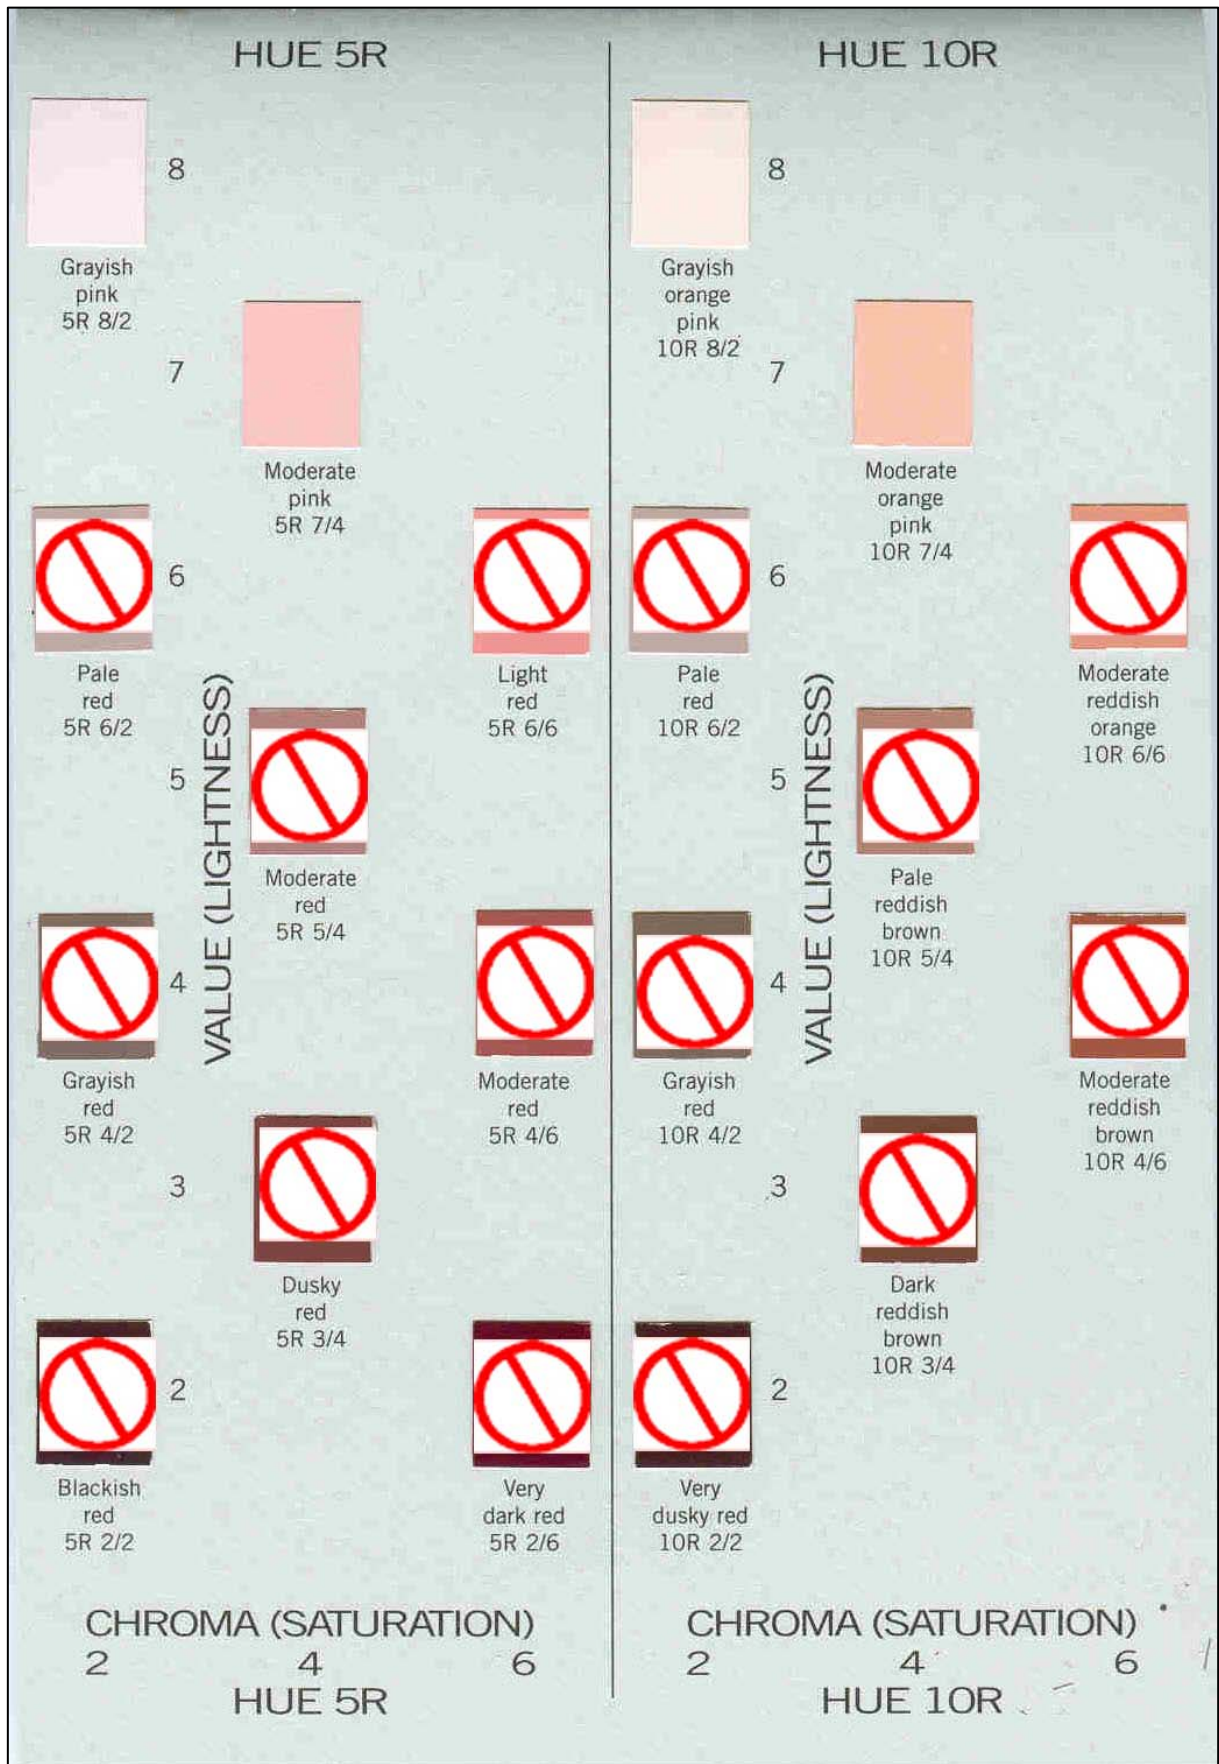 HUE 5R
8
Grayish
pink
5R 8/2
7
Moderate
pink
5R 7/4
6
Pale
red
5R 6/2
Light
red
5R 6/6
VALUE (LIGHTNESS)
5
Moderate
red
5R 5/4
4
Grayish
red
5R 4/2
Moderate
red
5R 4/6
3
Dusky
red
5R 3/4
2
Blackish
red
5R 2/2
Very
dark red
5R 2/6
CHROMA (SATURATION)
2 4 6
HUE 5R
HUE 10R
8
Grayish
orange
pink
10R 8/2
7
Moderate
orange
pink
10R 7/4
6
Pale
red
10R 6/2
Moderate
reddish
orange
10R 6/6
VALUE (LIGHTNESS)
5
Pale
reddish
brown
10R 5/4
4
Grayish
red
10R 4/2
Moderate
reddish
brown
10R 4/6
3
Dark
reddish
brown
10R 3/4
2
Very
dusky red
10R 2/2
CHROMA (SATURATION)
2 4 6
HUE 10R